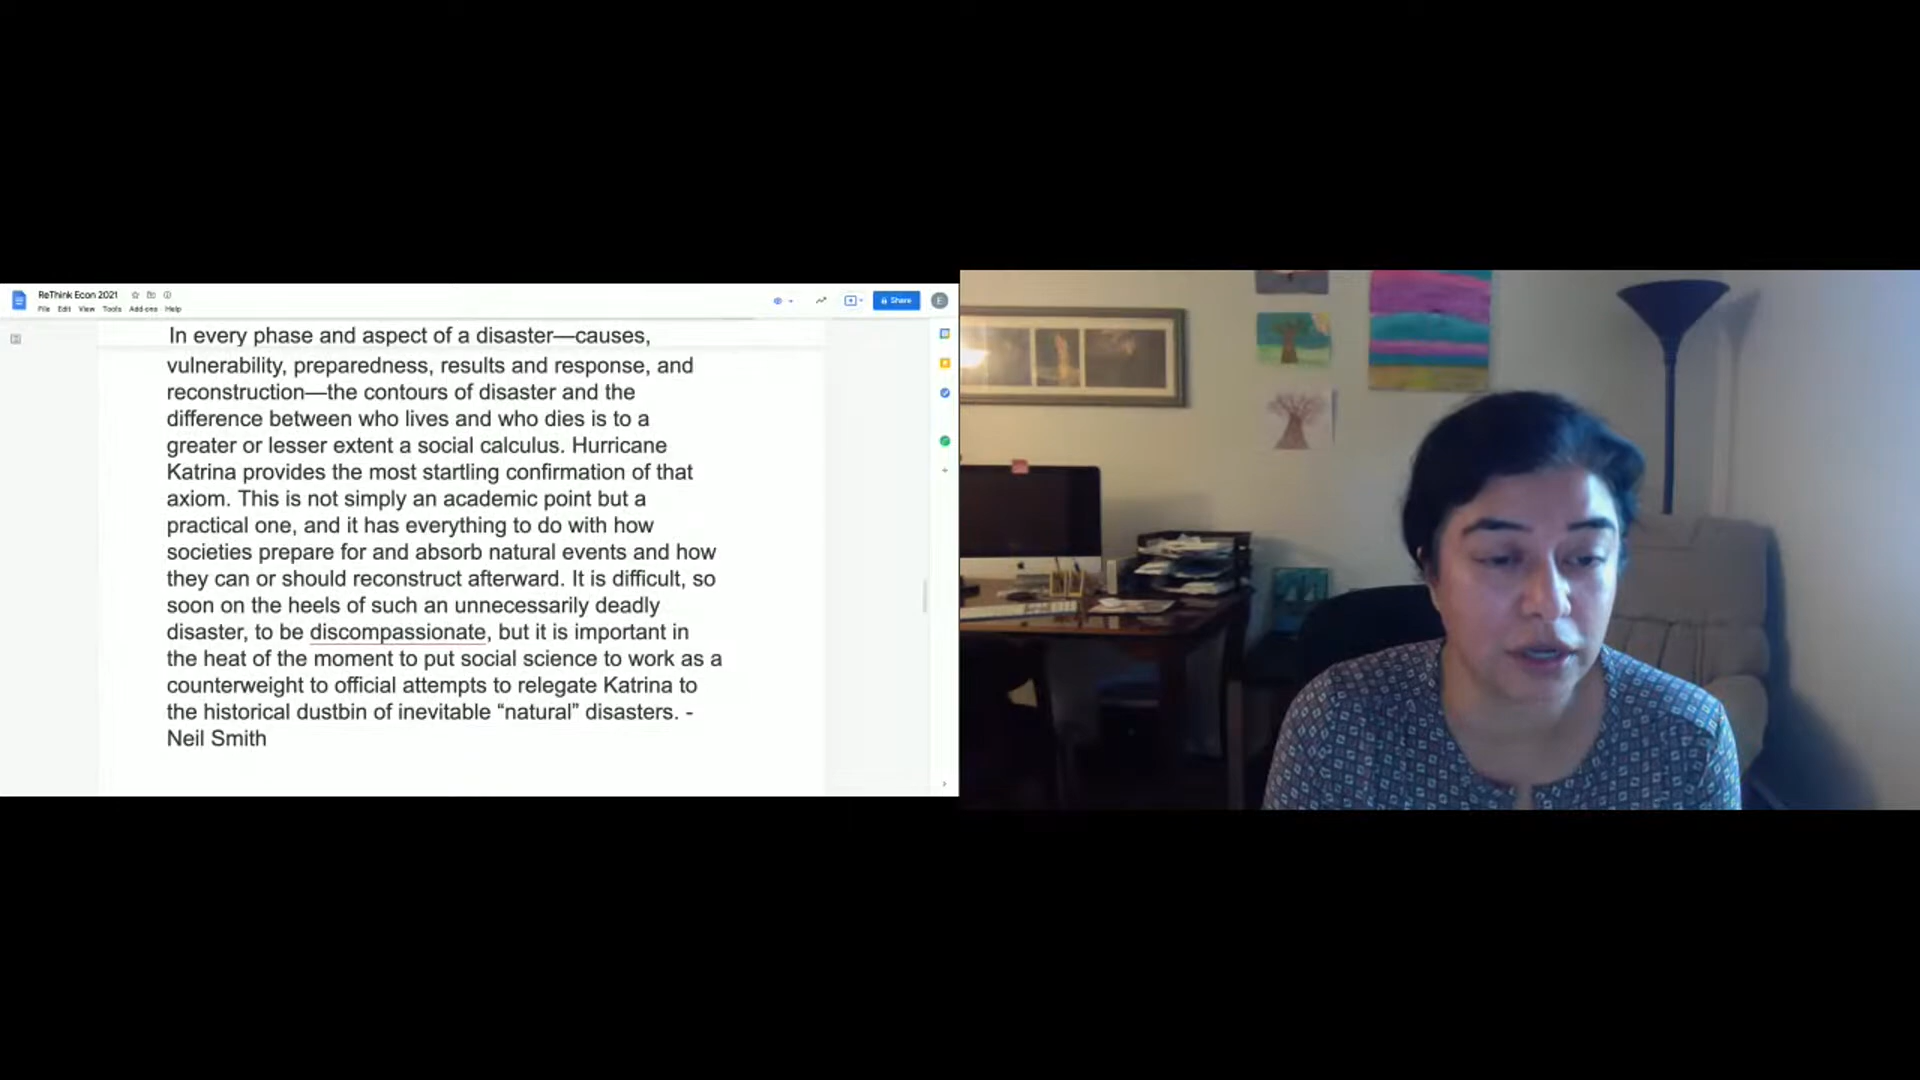 ReThink Econ 2021
File Edit View Tools Add-ons Help
Share
E
In every phase and aspect of a disaster—causes,
vulnerability, preparedness, results and response, and
reconstruction—the contours of disaster and the
difference between who lives and who dies is to a
greater or lesser extent a social calculus. Hurricane
Katrina provides the most startling confirmation of that
axiom. This is not simply an academic point but a
practical one, and it has everything to do with how
societies prepare for and absorb natural events and how
they can or should reconstruct afterward. It is difficult, so
soon on the heels of such an unnecessarily deadly
disaster, to be discompassionate, but it is important in
the heat of the moment to put social science to work as a
counterweight to official attempts to relegate Katrina to
the historical dustbin of inevitable “natural” disasters. -
Neil Smith